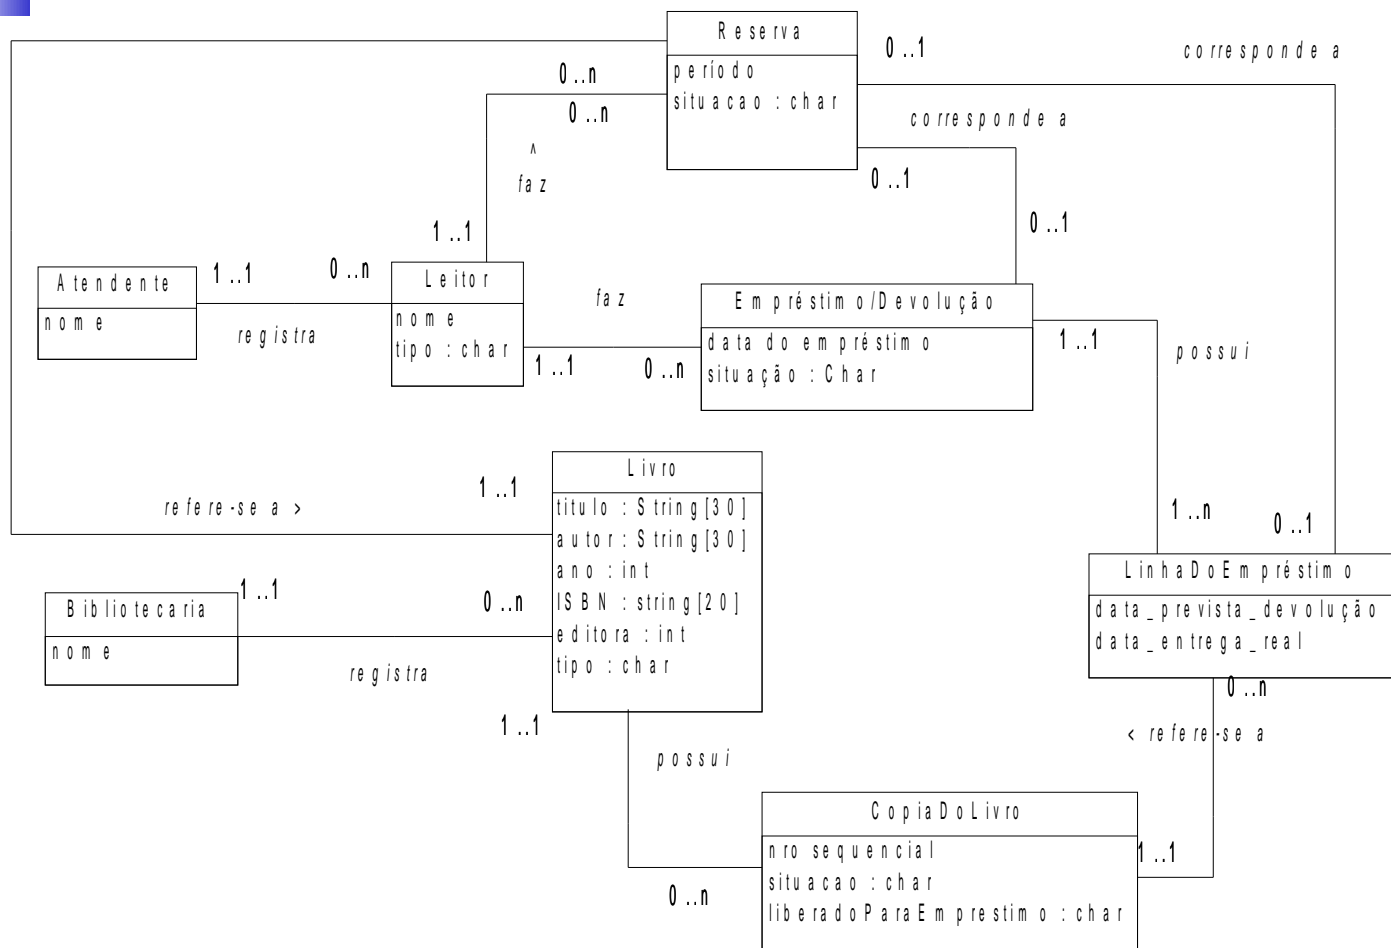 Reserva
período
situacao : char
0..1
corresponde a
0..n
0..n
corresponde a
^
faz
0..1
0..1
1..1
Atendente
nome
1..1
0..n
registra
Leitor
nome
tipo : char
faz
1..1
0..n
Empréstimo/Devolução
data do empréstimo
situação : Char
1..1
possui
1..n
0..1
refere-se a >
1..1
Livro
titulo : String[30]
autor : String[30]
ano : int
ISBN : string[20]
editora : int
tipo : char
Bibliotecaria
nome
1..1
0..n
registra
LinhaDoEmpréstimo
data_prevista_devolução
data_entrega_real
0..n
< refere-se a
1..1
possui
0..n
CopiaDoLivro
nro sequencial
situacao : char
liberadoParaEmprestimo : char
1..1